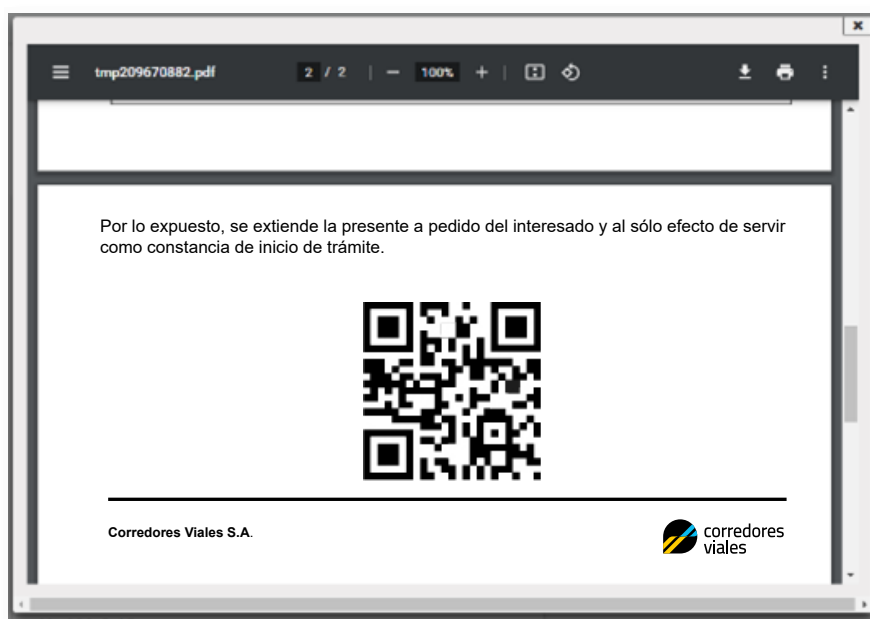 tmp209670882.pdf
2 / 2
100%
Por lo expuesto, se extiende la presente a pedido del interesado y al sólo efecto de servir
como constancia de inicio de trámite.
Corredores Viales S.A.
corredores
viales